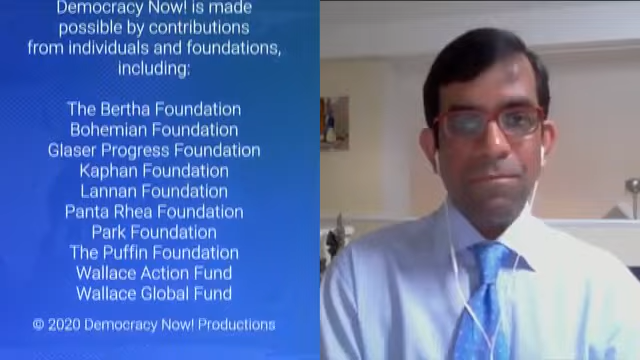 Democracy Now! is made
possible by contributions
from individuals and foundations,
including:
The Bertha Foundation
Bohemian Foundation
Glaser Progress Foundation
Kaphan Foundation
Lannan Foundation
Panta Rhea Foundation
Park Foundation
The Puffin Foundation
Wallace Action Fund
Wallace Global Fund
© 2020 Democracy Now! Productions